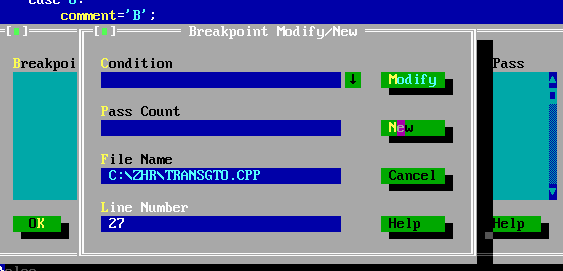 comment='B';
Breakpoint Modify/New
Breakpoi
Condition
Pass
Modify
Pass Count
New
File Name
C:\ZHR\TRANSGTO.CPP
Cancel
Line Number
OK
27
Help
Help